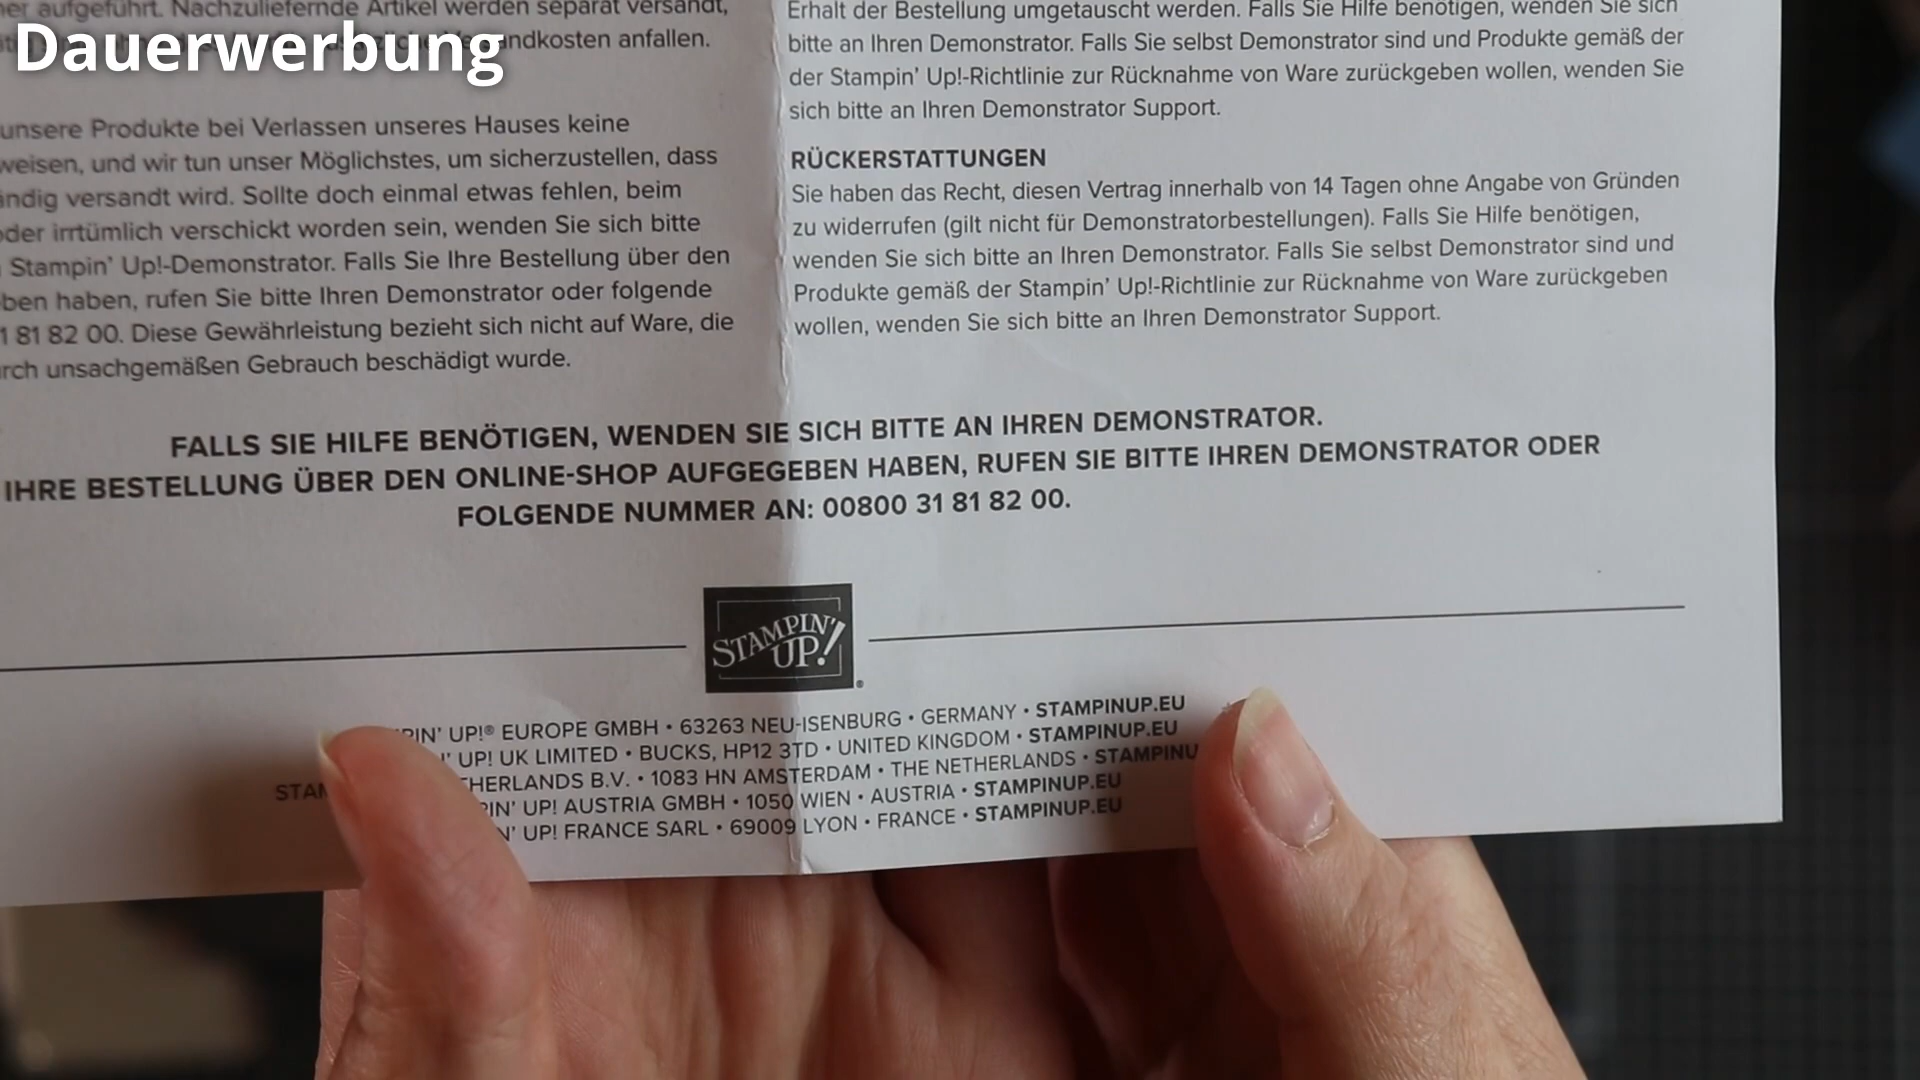 Dauerwerbung
aufgeführt. Nachzuliefernde Artikel werden separat versandt,
anfallen.
unsere Produkte bei Verlassen unseres Hauses keine
weisen, und wir tun unser Möglichstes, um sicherzustellen, dass
ändig versandt wird. Sollte doch einmal etwas fehlen, beim
oder irrtümlich verschickt worden sein, wenden Sie sich bitte
Stampin' Up!-Demonstrator. Falls Sie Ihre Bestellung über den
ben haben, rufen Sie bitte Ihren Demonstrator oder folgende
1 81 82 00. Diese Gewährleistung bezieht sich nicht auf Ware, die
rch unsachgemäßen Gebrauch beschädigt wurde.
Erhalt der Bestellung umgetauscht werden. Falls Sie Hilfe benötigen, wenden Sie sich
bitte an Ihren Demonstrator. Falls Sie selbst Demonstrator sind und Produkte gemäß der
der Stampin' Up!-Richtlinie zur Rücknahme von Ware zurückgeben wollen, wenden Sie
sich bitte an Ihren Demonstrator Support.
RÜCKERSTATTUNGEN
Sie haben das Recht, diesen Vertrag innerhalb von 14 Tagen ohne Angabe von Gründen
zu widerrufen (gilt nicht für Demonstratorbestellungen). Falls Sie Hilfe benötigen,
wenden Sie sich bitte an Ihren Demonstrator. Falls Sie selbst Demonstrator sind und
Produkte gemäß der Stampin' Up!-Richtlinie zur Rücknahme von Ware zurückgeben
wollen, wenden Sie sich bitte an Ihren Demonstrator Support.
FALLS SIE HILFE BENÖTIGEN, WENDEN SIE SICH BITTE AN IHREN DEMONSTRATOR.
IHRE BESTELLUNG ÜBER DEN ONLINE-SHOP AUFGEGEBEN HABEN, RUFEN SIE BITTE IHREN DEMONSTRATOR ODER
FOLGENDE NUMMER AN: 00800 31 81 82 00.
STAMPIN'
UP!®
PIN' UP!® EUROPE GMBH • 63263 NEU-ISENBURG • GERMANY • STAMPINUP.EU
' UP! UK LIMITED • BUCKS, HP12 3TD • UNITED KINGDOM • STAMPINUP.EU
STAM THERLANDS B.V. • 1083 HN AMSTERDAM • THE NETHERLANDS • STAMPINU
PIN' UP! AUSTRIA GMBH • 1050 WIEN • AUSTRIA • STAMPINUP.EU
N' UP! FRANCE SARL • 69009 LYON • FRANCE • STAMPINUP.EU